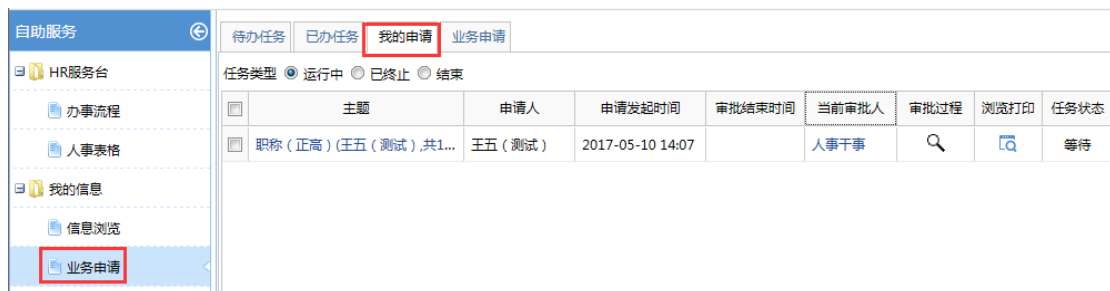 自助服务
HR服务台
办事流程
人事表格
我的信息
信息浏览
业务申请
待办任务 已办任务 我的申请 业务申请
任务类型 运行中 已终止 结束
主题 申请人 申请发起时间 审批结束时间 当前审批人 审批过程 浏览打印 任务状态
职称（正高）(王五（测试）,共1... 王五（测试） 2017-05-10 14:07 人事干事 等待